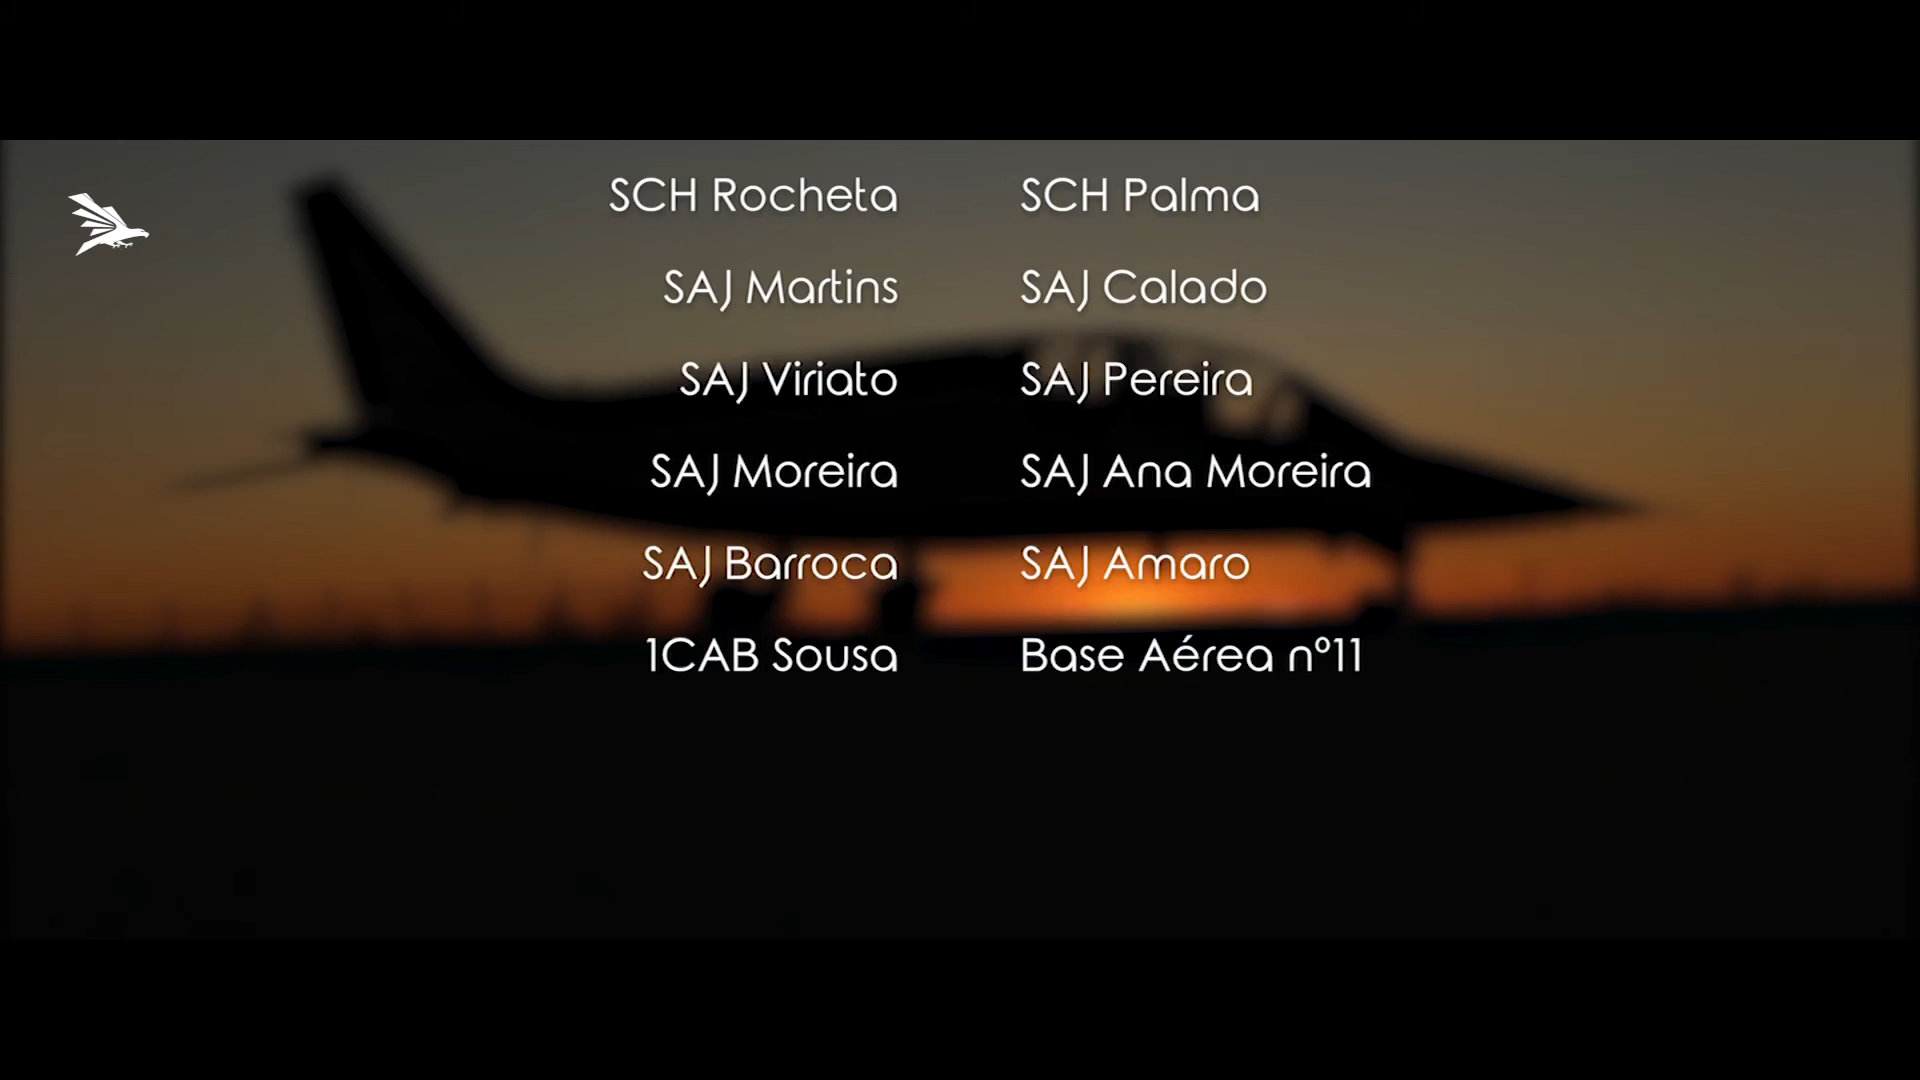 SCH Rocheta SCH Palma
SAJ Martins SAJ Calado
SAJ Viriato SAJ Pereira
SAJ Moreira SAJ Ana Moreira
SAJ Barroca SAJ Amaro
1CAB Sousa Base Aérea nº11